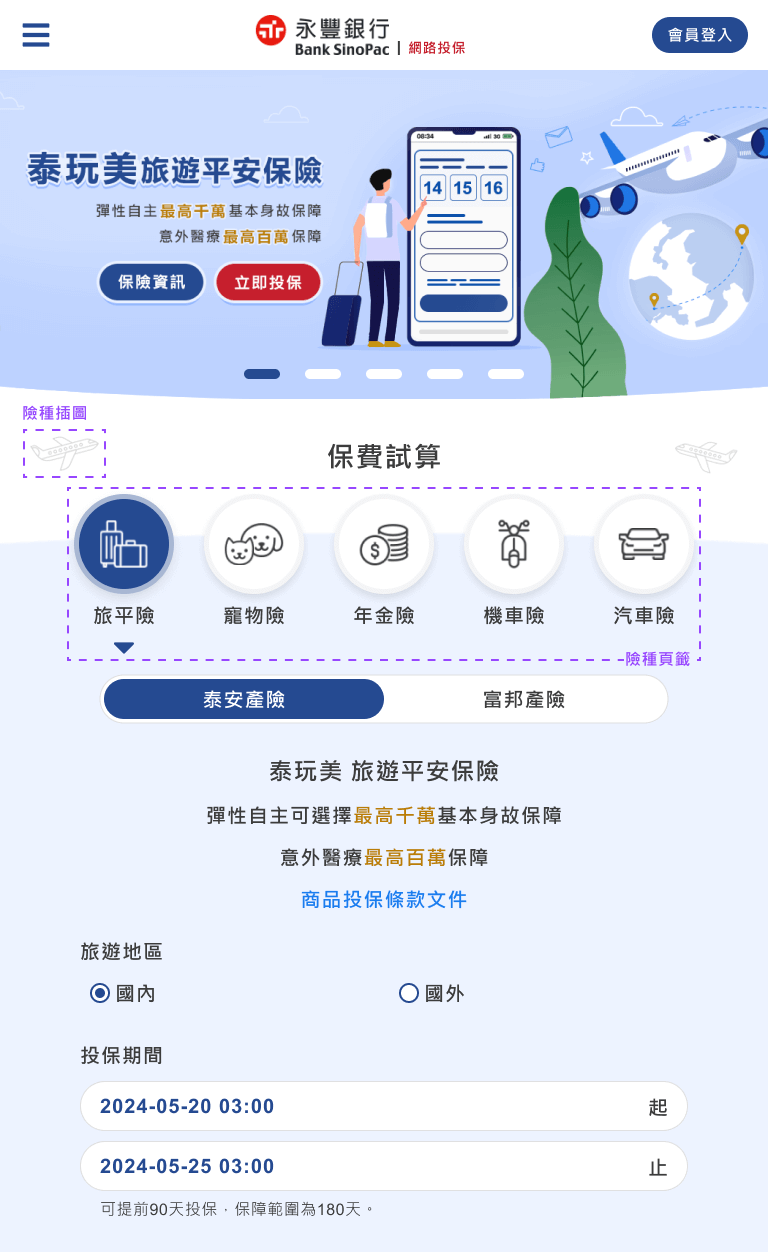 永豐銀行
Bank SinoPac
網路投保
會員登入
08:34
3G
泰玩美旅遊平安保險
彈性自主最高千萬基本身故保障
意外醫療最高百萬保障
保險資訊
立即投保
14 15 16
險種插圖
保費試算
旅平險
寵物險
年金險
機車險
汽車險
險種頁籤
泰安產險
富邦產險
泰玩美 旅遊平安保險
彈性自主可選擇最高千萬基本身故保障
意外醫療最高百萬保障
商品投保條款文件
旅遊地區
國內
國外
投保期間
2024-05-20 03:00 起
2024-05-25 03:00 止
可提前90天投保，保障範圍為180天。